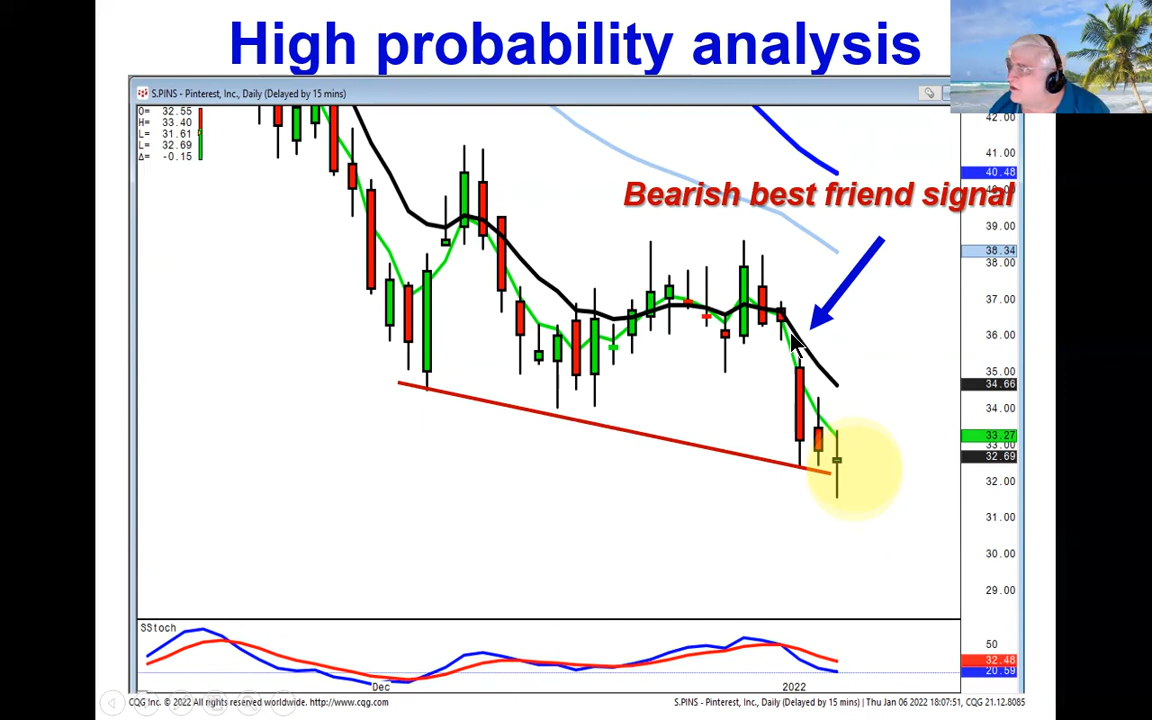 High probability analysis
S.PINS - Pinterest, Inc., Daily (Delayed by 15 mins)
O= 32.55
H= 33.40
L= 31.61
L= 32.69
Δ= -0.15
Bearish best friend signal
42.00
41.00
40.48
39.00
38.34
38.00
37.00
36.00
35.00
34.66
34.00
33.27
33.00
32.69
32.00
31.00
30.00
29.00
SStoch
50
32.48
20.59
Dec
2022
CQG Inc. © 2022 All rights reserved. http://www.cqg.com
S.PINS - Pinterest, Inc., Daily (Delayed by 15 mins) | Thu Jan 06 2022 18:07:51, CQG 21.12.8085